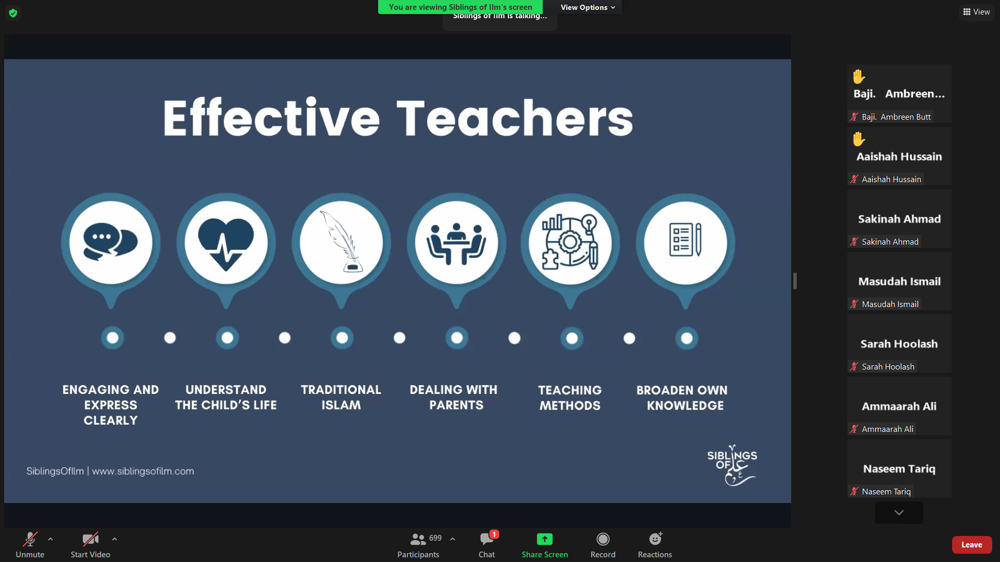 You are viewing Siblings of Ilm's screen
View Options
Siblings of Ilm is talking...
View
Effective Teachers
ENGAGING AND
EXPRESS
CLEARLY
UNDERSTAND
THE CHILD'S LIFE
TRADITIONAL
ISLAM
DEALING WITH
PARENTS
TEACHING
METHODS
BROADEN OWN
KNOWLEDGE
SiblingsOfIlm | www.siblingsofilm.com
SIBLINGS
OF
علم
Baji. Ambreen...
Baji. Ambreen Butt
Aaishah Hussain
Aaishah Hussain
Sakinah Ahmad
Sakinah Ahmad
Masudah Ismail
Masudah Ismail
Sarah Hoolash
Sarah Hoolash
Ammaarah Ali
Ammaarah Ali
Naseem Tariq
Naseem Tariq
Unmute
Start Video
Participants
699
Chat
1
Share Screen
Record
Reactions
Leave